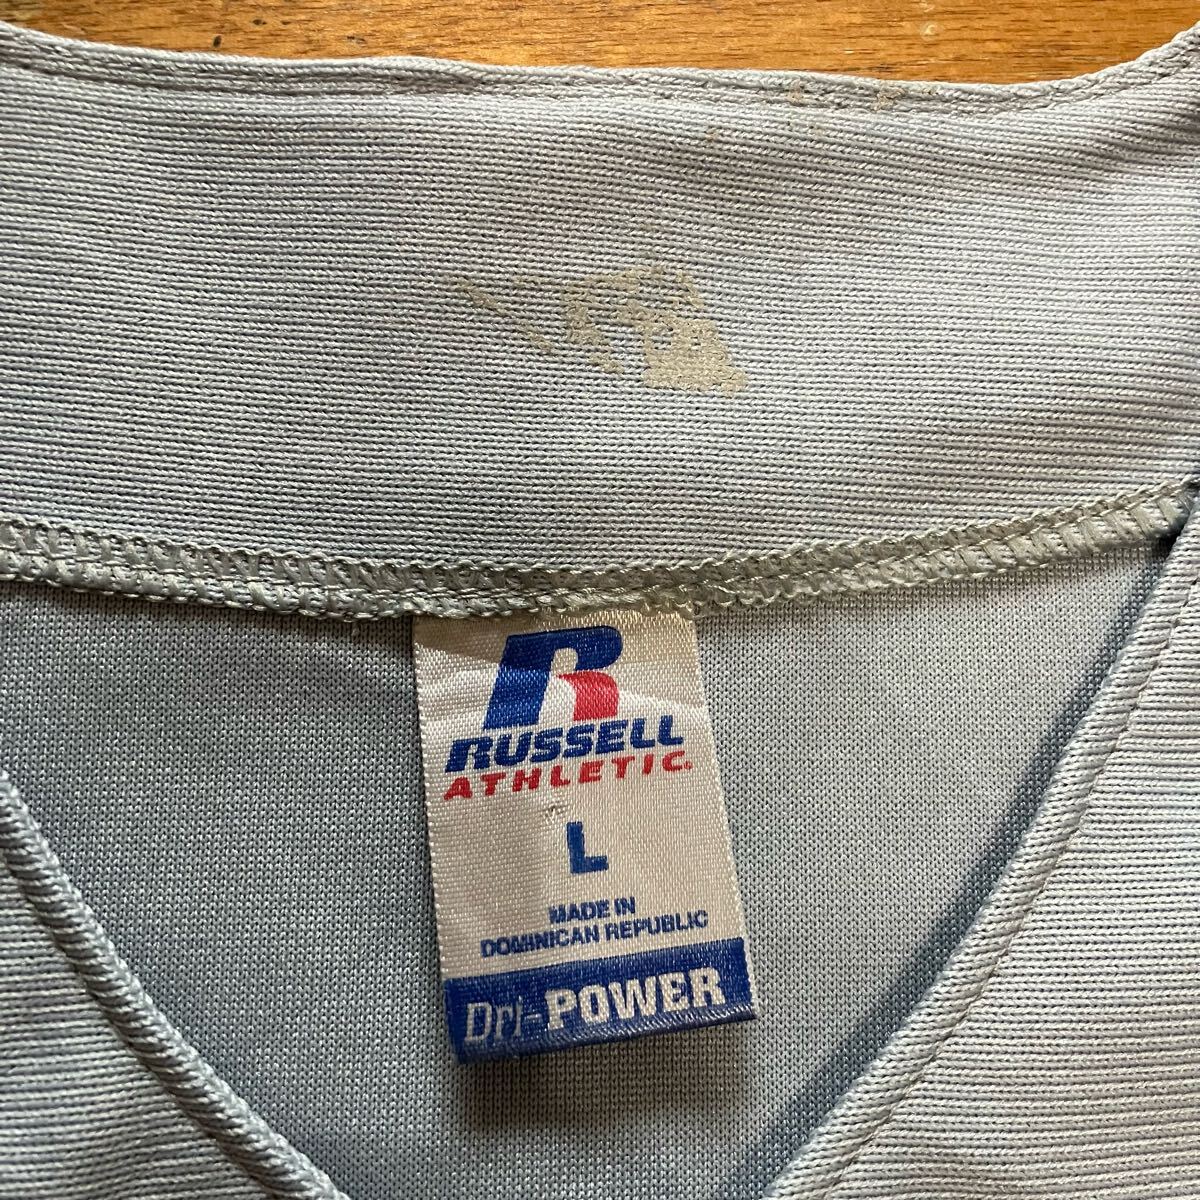 R
RUSSELL
ATHLETIC.
L
MADE IN
DOMINICAN REPUBLIC
Dri-POWER